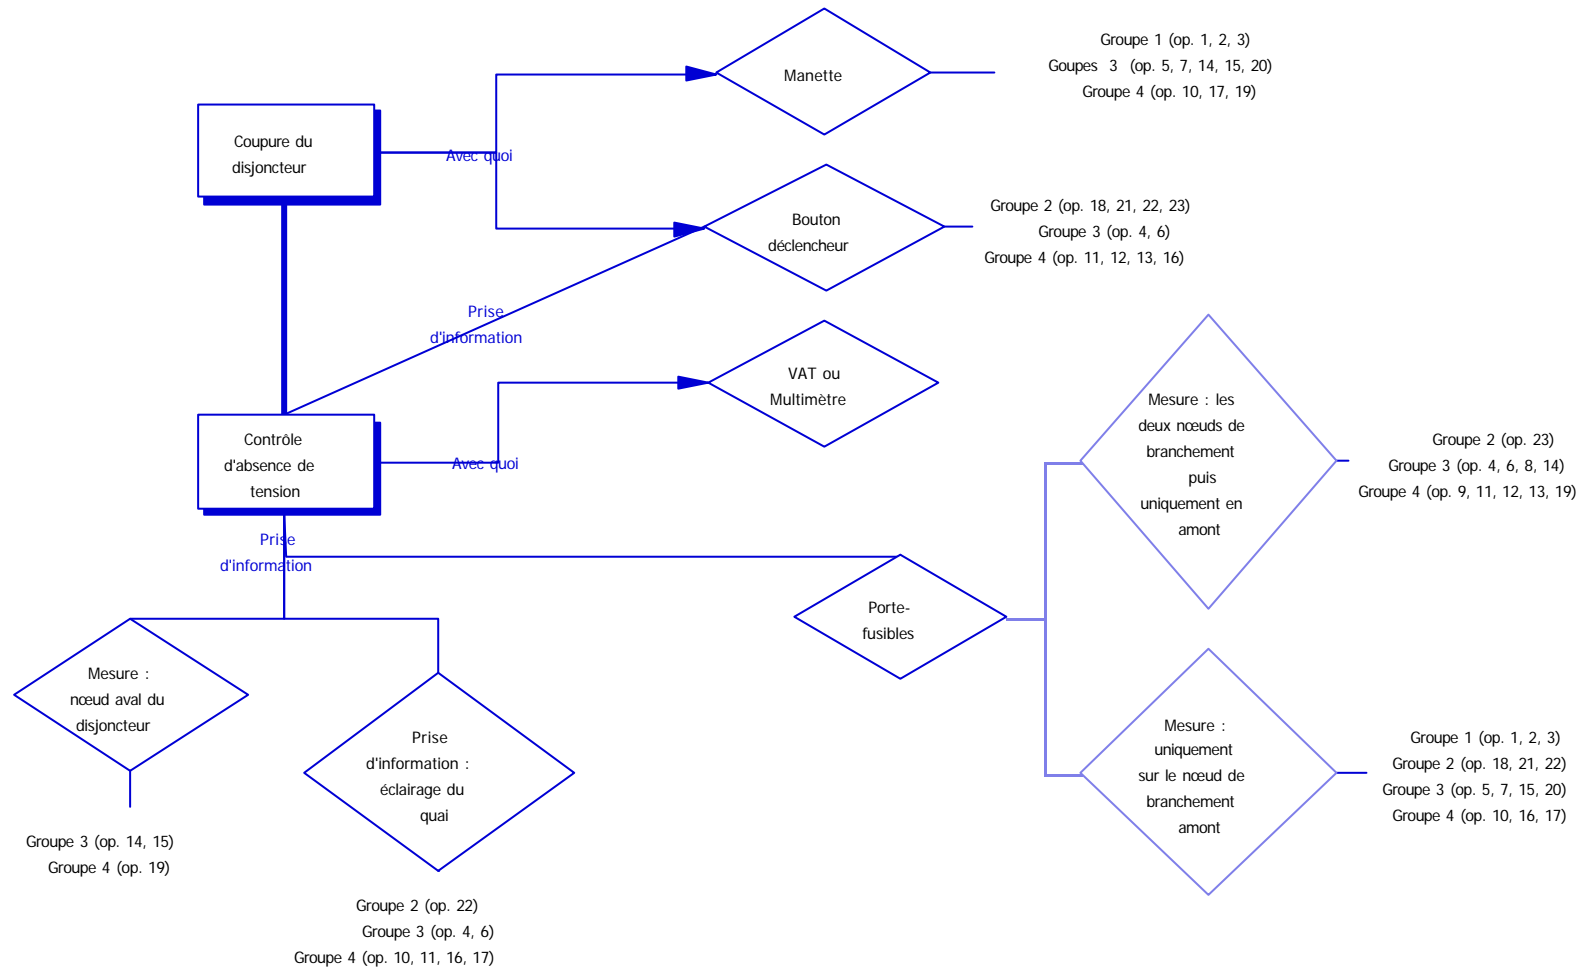 Groupe 1 (op. 1, 2, 3)
Goupes 3 (op. 5, 7, 14, 15, 20)
Groupe 4 (op. 10, 17, 19)
Manette
Coupure du
disjoncteur
Avec quoi
Bouton
déclencheur
Groupe 2 (op. 18, 21, 22, 23)
Groupe 3 (op. 4, 6)
Groupe 4 (op. 11, 12, 13, 16)
Prise
d'information
VAT ou
Multimètre
Contrôle
d'absence de
tension
Avec quoi
Mesure : les
deux nœuds de
branchement
puis
uniquement en
amont
Groupe 2 (op. 23)
Groupe 3 (op. 4, 6, 8, 14)
Groupe 4 (op. 9, 11, 12, 13, 19)
Prise
d'information
Porte-
fusibles
Mesure :
nœud aval du
disjoncteur
Prise
d'information :
éclairage du
quai
Mesure :
uniquement
sur le nœud de
branchement
amont
Groupe 1 (op. 1, 2, 3)
Groupe 2 (op. 18, 21, 22)
Groupe 3 (op. 5, 7, 15, 20)
Groupe 4 (op. 10, 16, 17)
Groupe 3 (op. 14, 15)
Groupe 4 (op. 19)
Groupe 2 (op. 22)
Groupe 3 (op. 4, 6)
Groupe 4 (op. 10, 11, 16, 17)